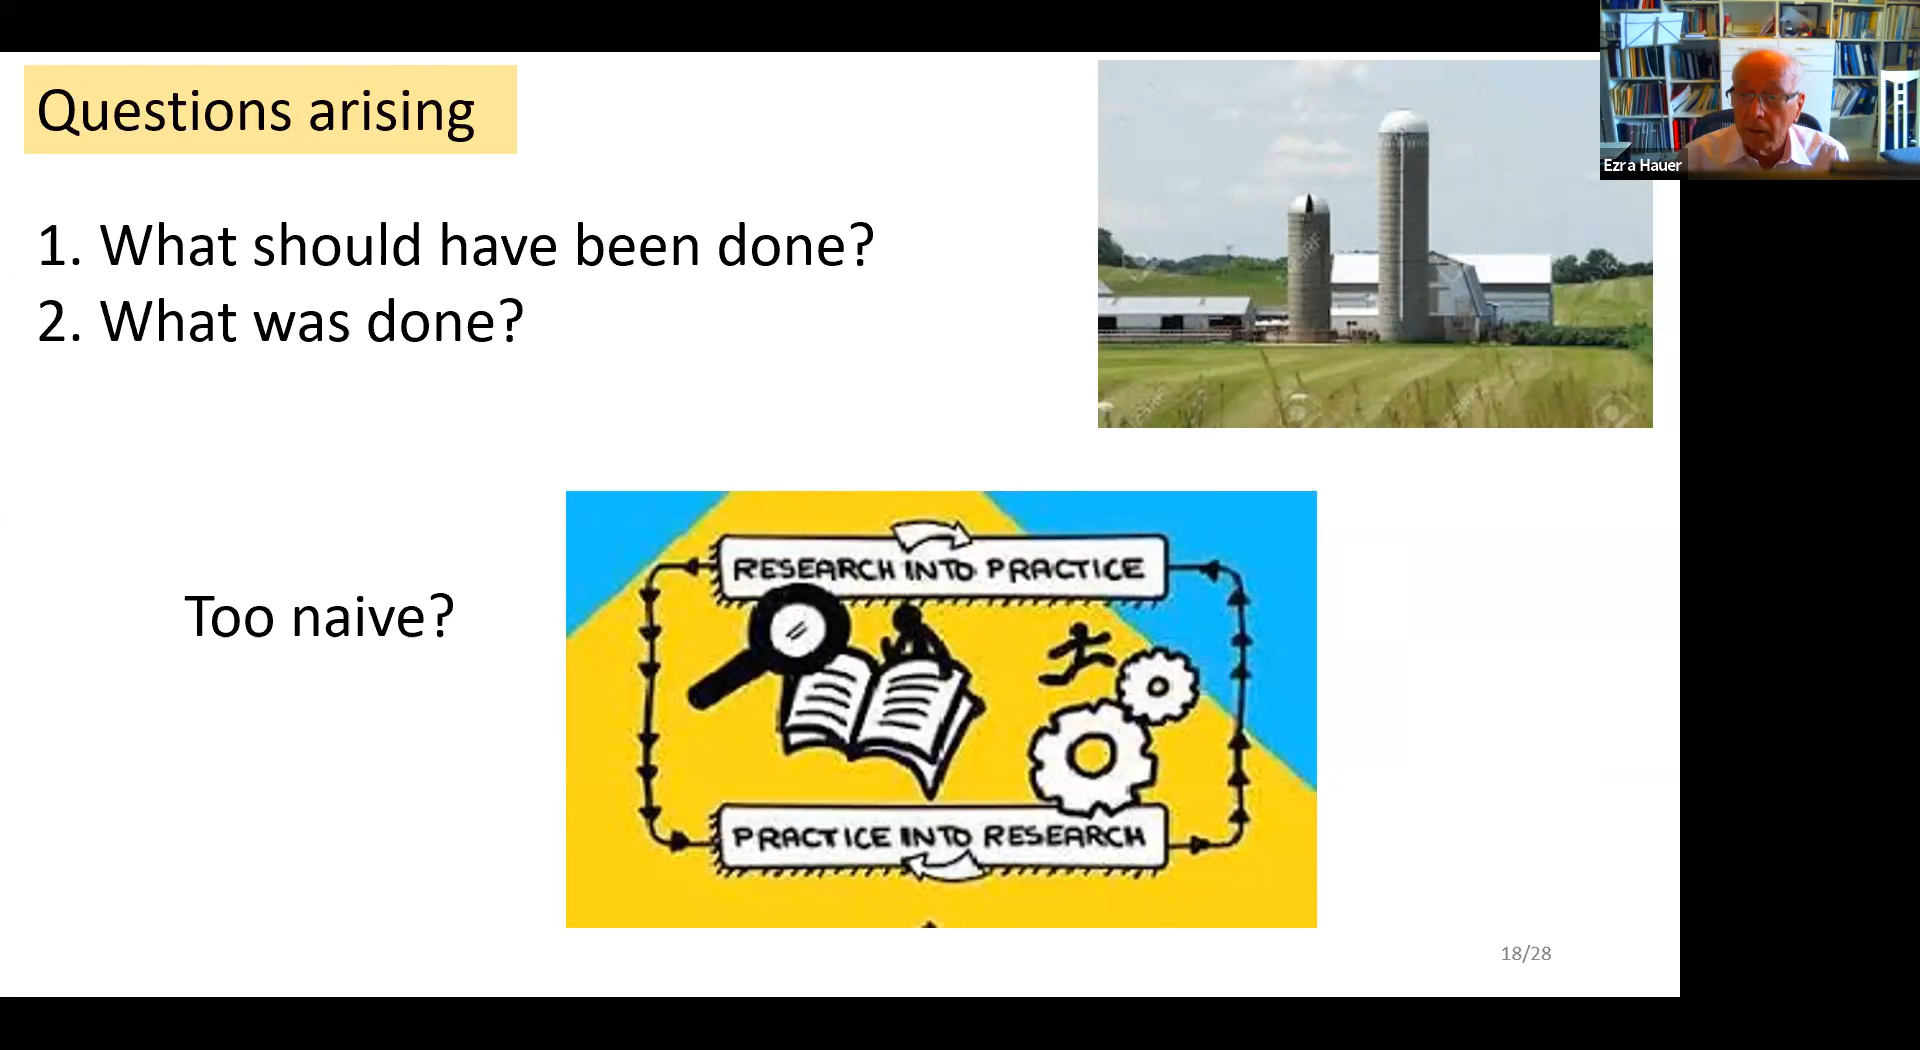 Questions arising
Ezra Hauer
1. What should have been done?
2. What was done?
Too naive?
RESEARCH INTO PRACTICE
PRACTICE INTO RESEARCH
18/28